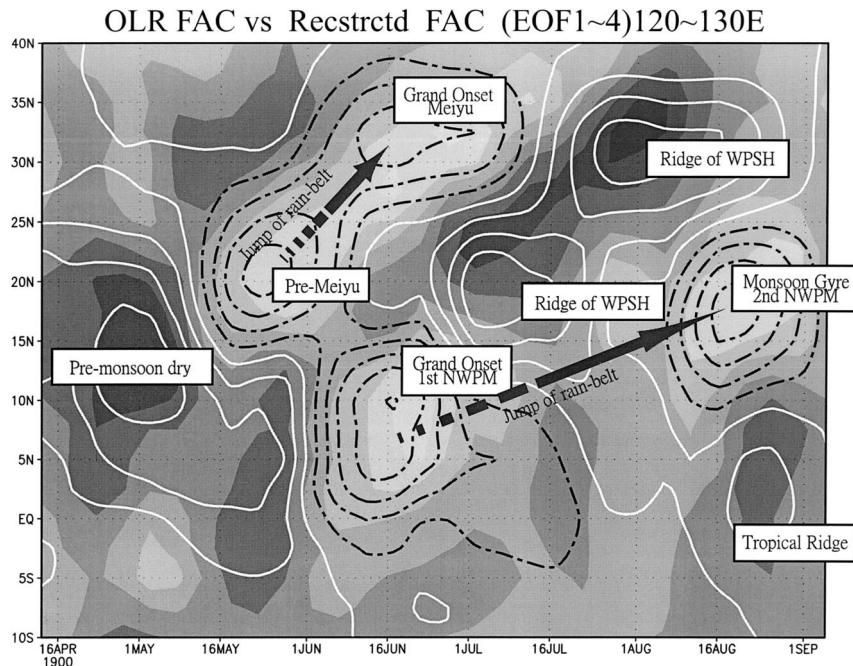 OLR FAC vs Recstrctd FAC (EOF1~4)120~130E
40N
35N
30N
25N
20N
15N
10N
5N
EQ
5S
10S
Grand Onset
Meiyu
Jump of rain-belt
Ridge of WPSH
Pre-Meiyu
Ridge of WPSH
Monsoon Gyre
2nd NWPM
Pre-monsoon dry
Grand Onset
1st NWPM
Jump of rain-belt
Tropical Ridge
16APR 1MAY 16MAY 1JUN 16JUN 1JUL 16JUL 1AUG 16AUG 1SEP
1900